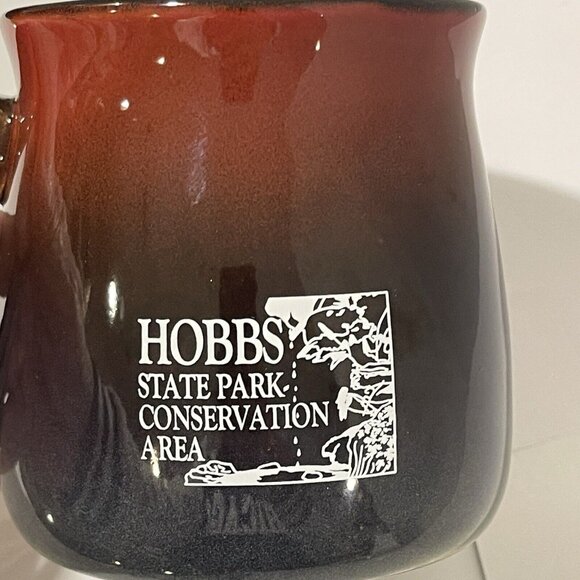 HOBBS
STATE PARK-
CONSERVATION
AREA